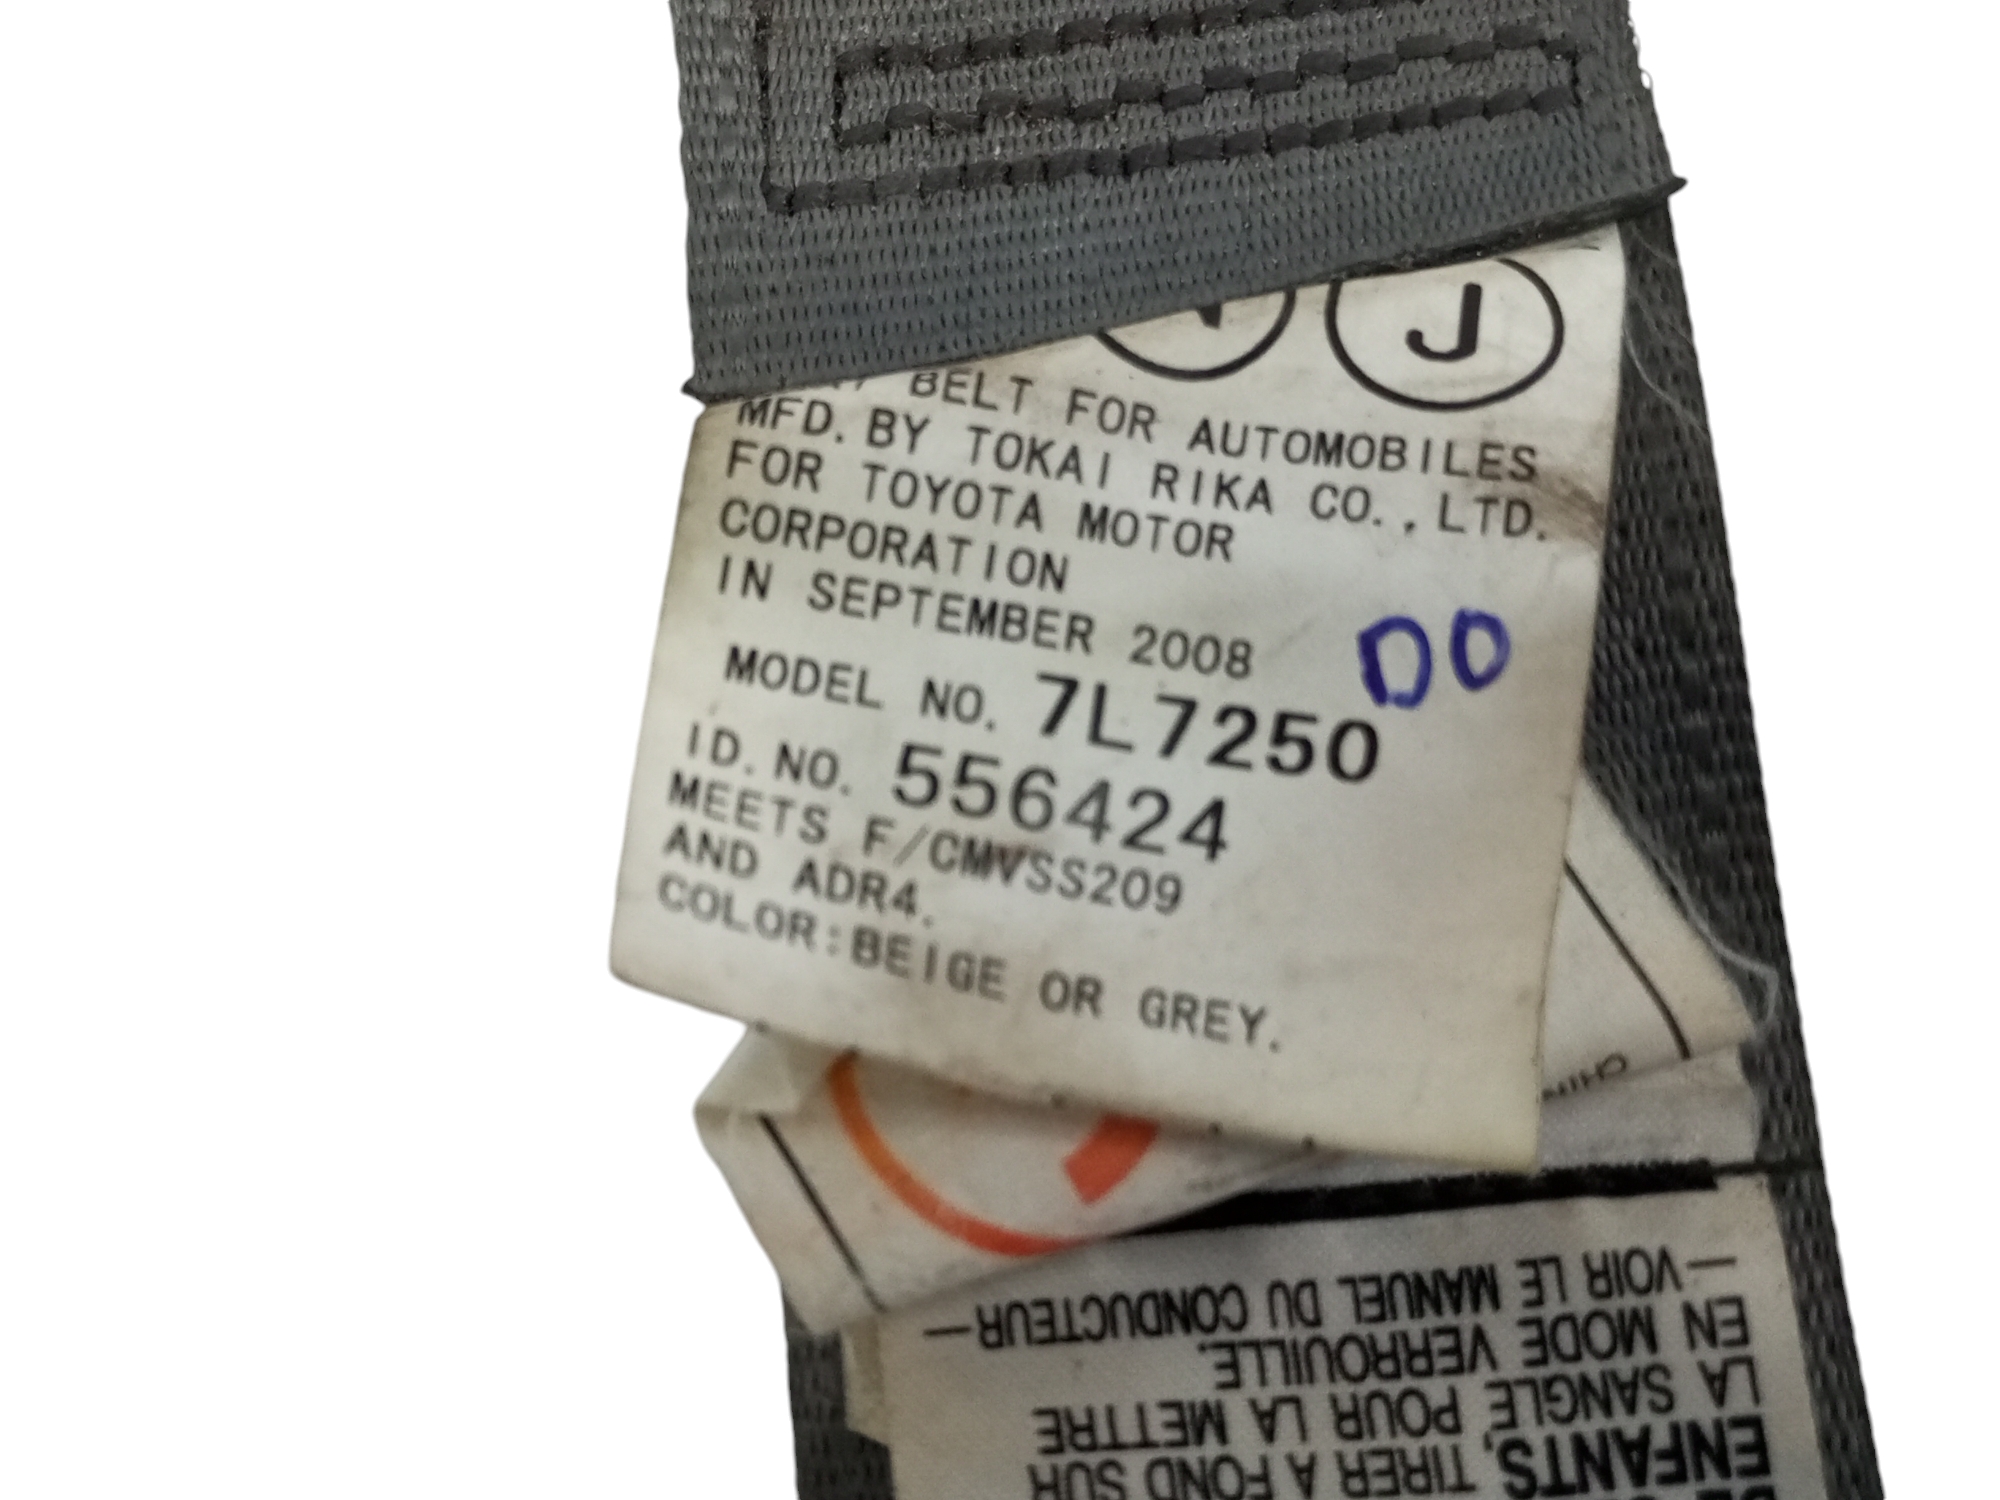 J
BELT FOR AUTOMOBILES
MFD. BY TOKAI RIKA CO., LTD.
FOR TOYOTA MOTOR
CORPORATION
IN SEPTEMBER 2008
DO
MODEL NO. 7L7250
ID. NO. 556424
MEETS F/CMVSS209
AND ADR4.
COLOR:BEIGE OR GREY.
ENFANTS, TIRER A FOND SUR
LA SANGLE POUR LA METTRE
EN MODE VERROUILLE.
—VOIR LE MANUEL DU CONDUCTEUR—